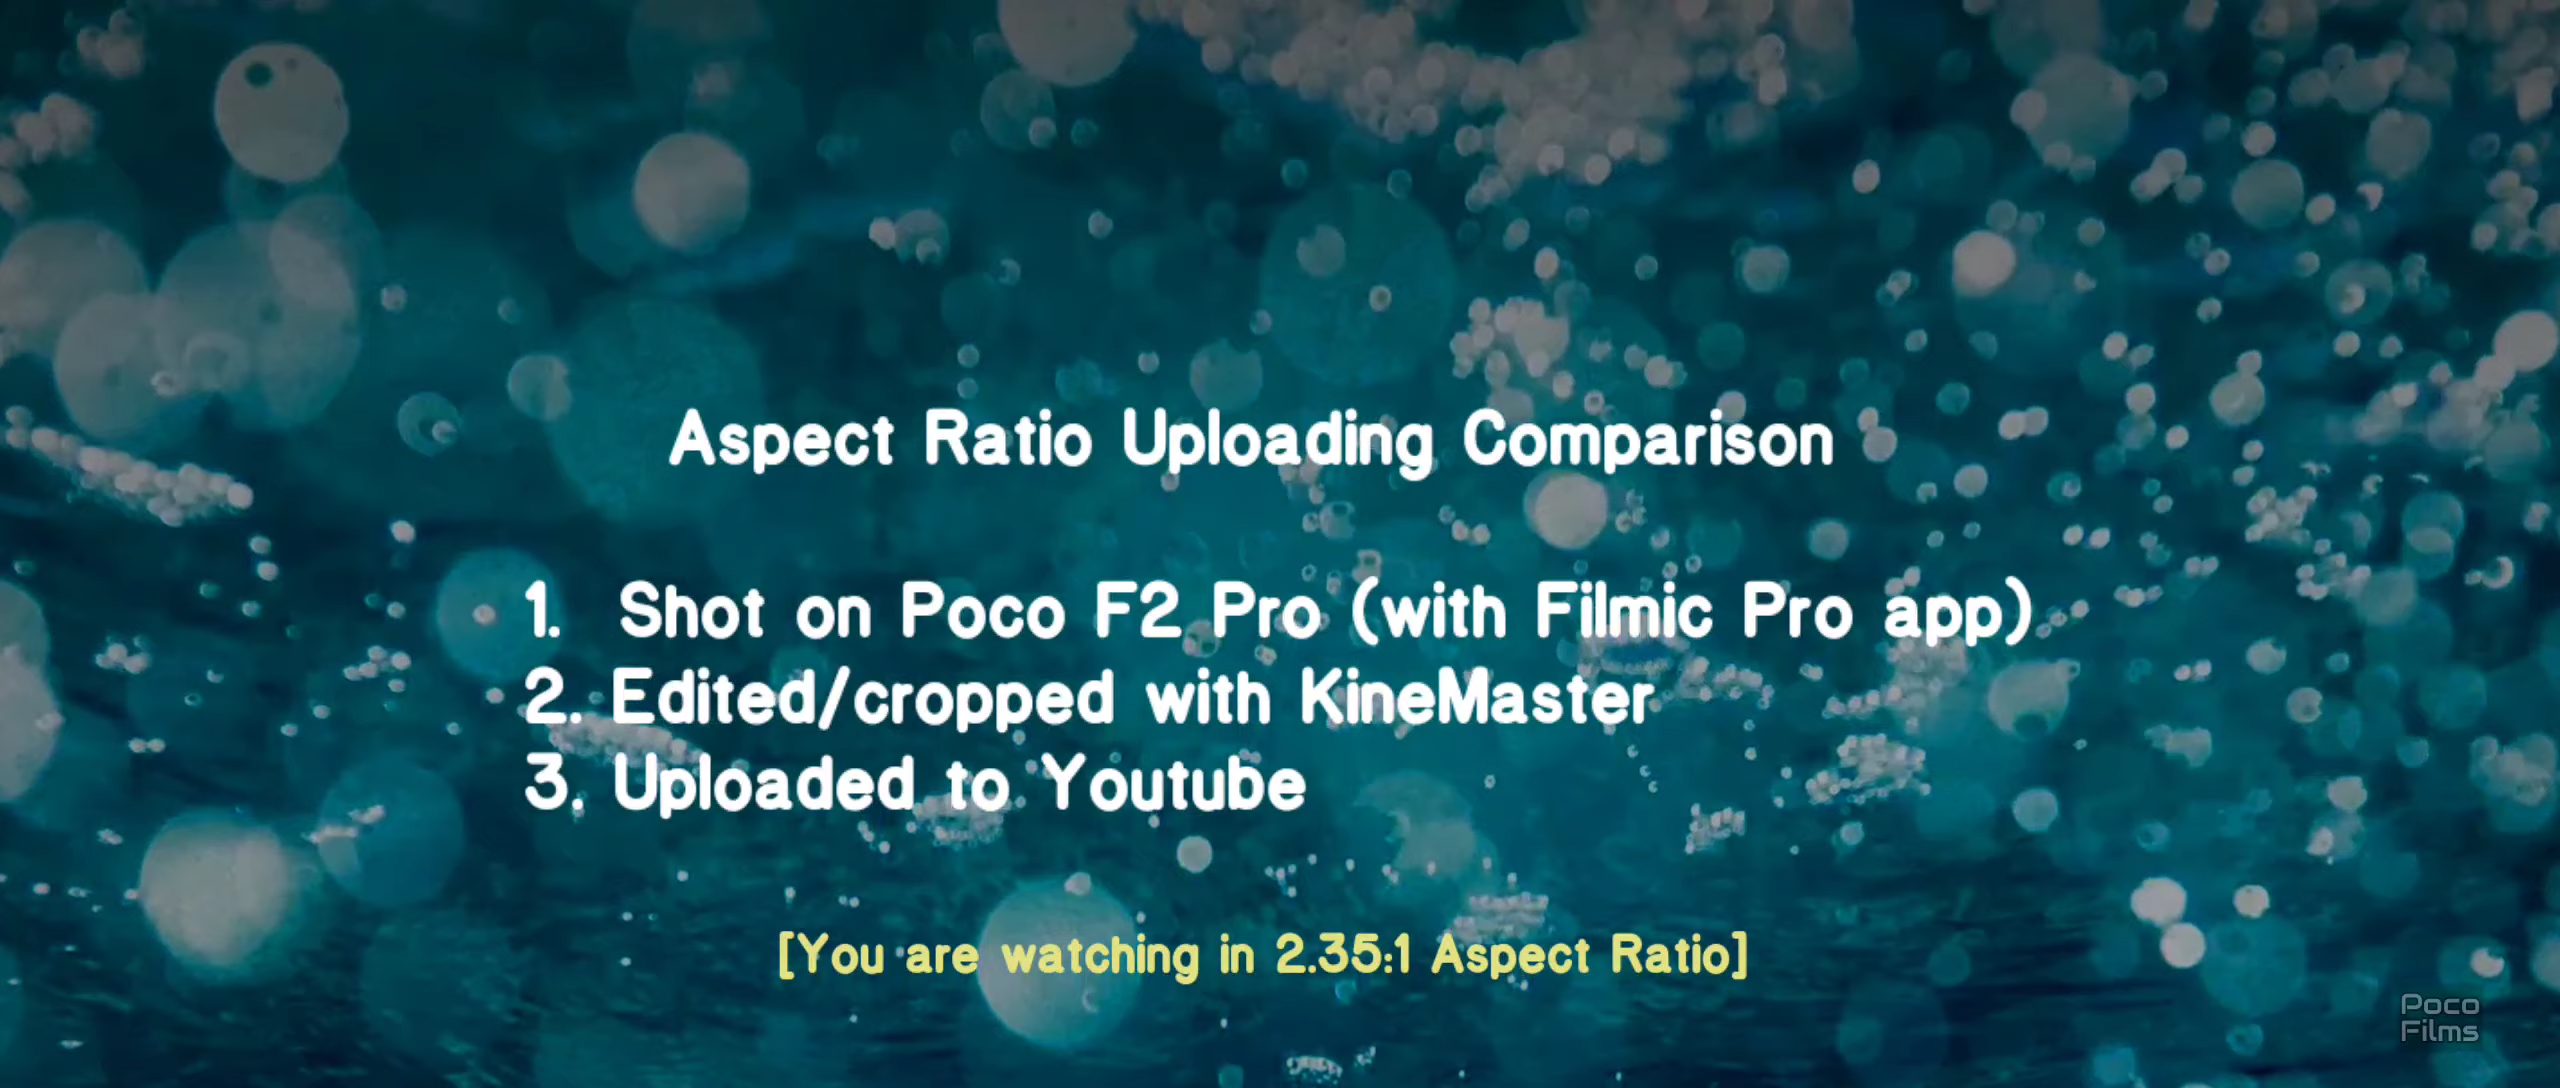 Aspect Ratio Uploading Comparison
1. Shot on Poco F2 Pro (with Filmic Pro app)
2. Edited/cropped with KineMaster
3. Uploaded to Youtube
[You are watching in 2.35:1 Aspect Ratio]
Poco
Films